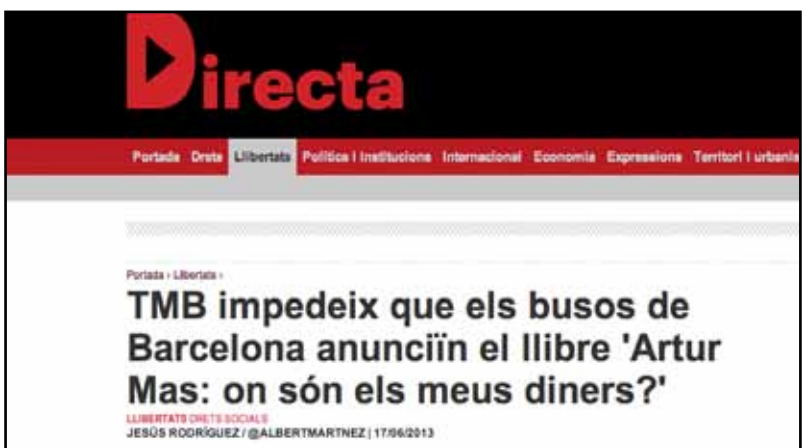 Directa
Portada Drets Llibertats Política i Institucions Internacional Economia Expressions Territori i urbanis
Portada › Llibertats ›
TMB impedeix que els busos de
Barcelona anunciïn el llibre 'Artur
Mas: on són els meus diners?'
LLIBERTATS DRETS SOCIALS
JESÚS RODRÍGUEZ / @ALBERTMARTNEZ | 17/06/2013